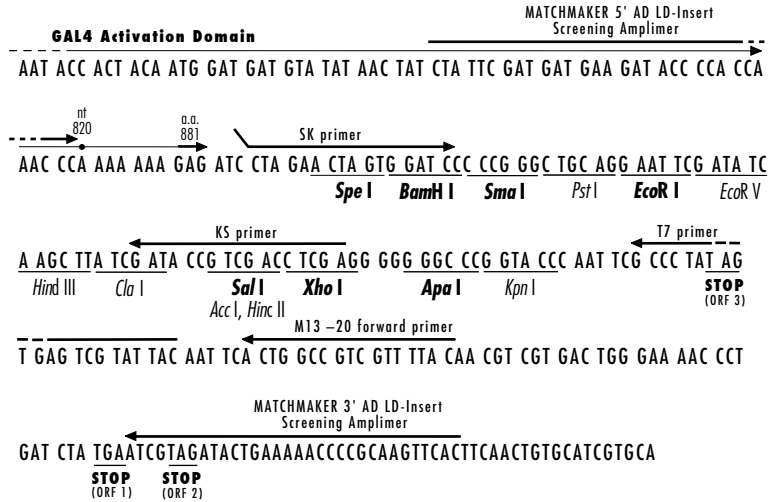 MATCHMAKER 5' AD LD-Insert
Screening Amplimer
GAL4 Activation Domain
AAT ACC ACT ACA ATG GAT GAT GTA TAT AAC TAT CTA TTC GAT GAT GAA GAT ACC CCA CCA
nt
820
a.a.
881
SK primer
AAC CCA AAA AAA GAG ATC CTA GAA CTA GTG GAT CCC CCG GGC TGC AGG AAT TCG ATA TC
Spe I BamH I Sma I Pst I EcoR I EcoR V
KS primer
T7 primer
A AGC TTA TCG ATA CCG TCG ACC TCG AGG GGG GGC CCG GTA CCC AAT TCG CCC TAT AG
Hind III Cla I Sal I Xho I Apa I Kpn I STOP
Acc I, Hinc II (ORF 3)
M13 –20 forward primer
T GAG TCG TAT TAC AAT TCA CTG GCC GTC GTT TTA CAA CGT CGT GAC TGG GAA AAC CCT
MATCHMAKER 3' AD LD-Insert
Screening Amplimer
GAT CTA TGAATCGTAGATACTGAAAAACCCCGCAAGTTCACTTCAACTGTGCATCGTGCA
STOP STOP
(ORF 1) (ORF 2)